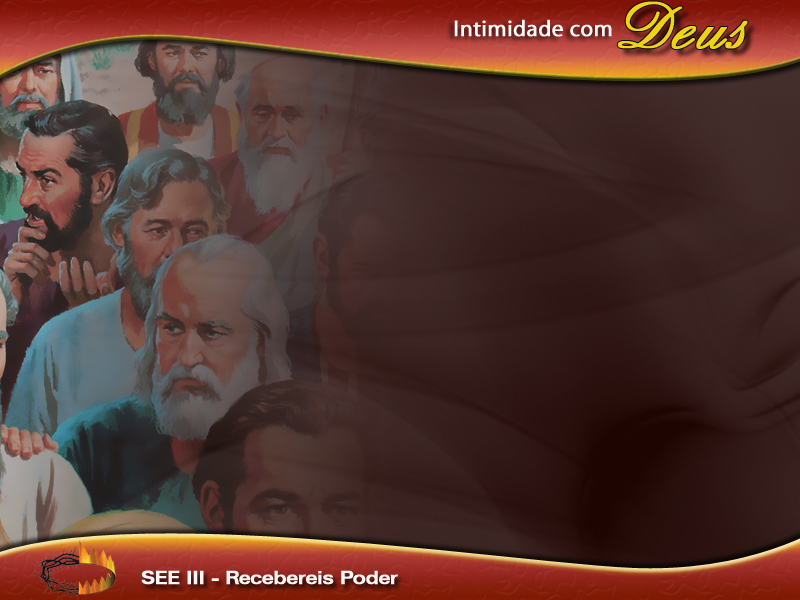 Intimidade com Deus
SEE III - Recebereis Poder